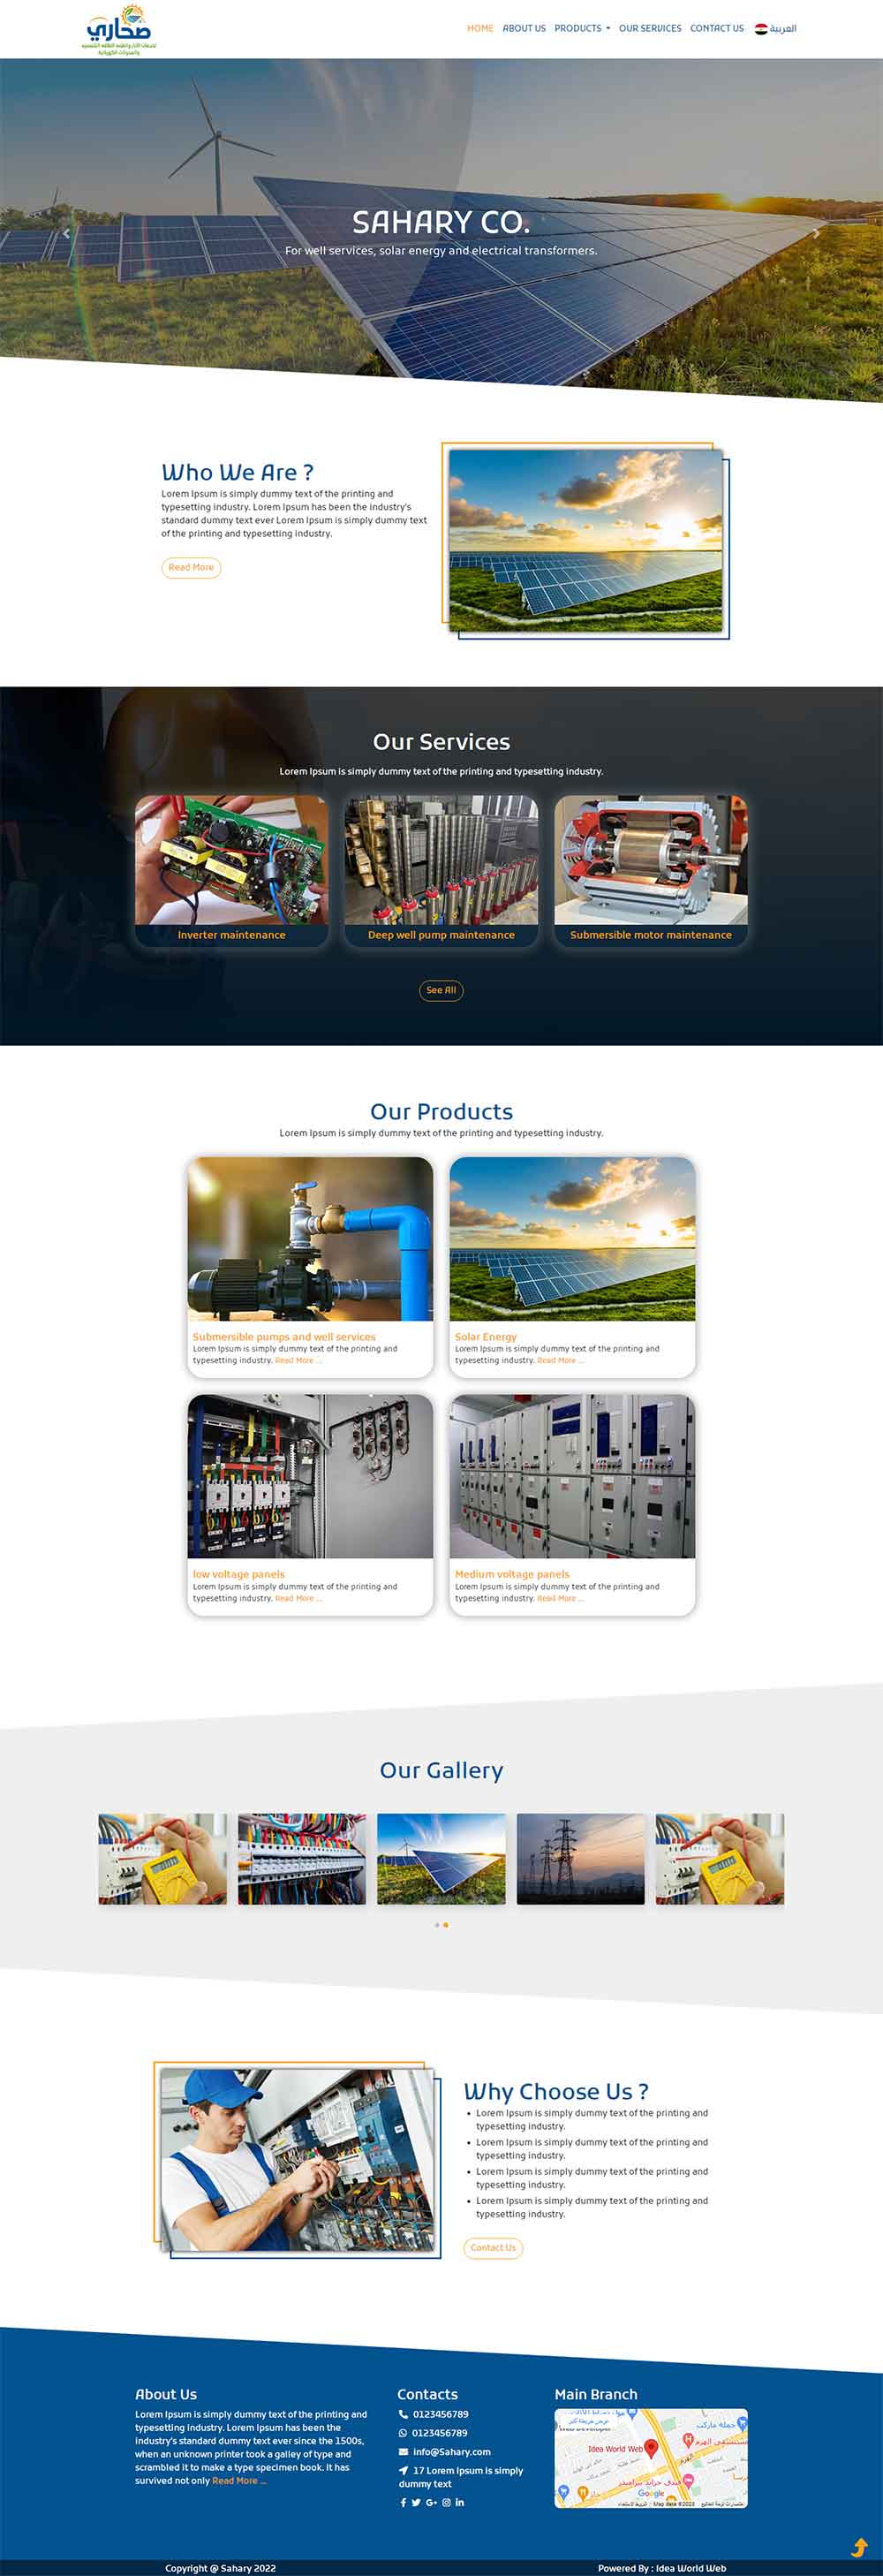 صحاري
لخدمات الآبار وأنظمة الطاقة الشمسية
والمحولات الكهربائية
HOME ABOUT US PRODUCTS OUR SERVICES CONTACT US العربية
SAHARY CO.
For well services, solar energy and electrical transformers.
Who We Are ?
Lorem Ipsum is simply dummy text of the printing and
typesetting industry. Lorem Ipsum has been the industry's
standard dummy text ever Lorem Ipsum is simply dummy text
of the printing and typesetting industry.
Read More
Our Services
Lorem Ipsum is simply dummy text of the printing and typesetting industry.
Inverter maintenance
Deep well pump maintenance
Submersible motor maintenance
See All
Our Products
Lorem Ipsum is simply dummy text of the printing and typesetting industry.
Submersible pumps and well services
Lorem Ipsum is simply dummy text of the printing and
typesetting industry. Read More ...
Solar Energy
Lorem Ipsum is simply dummy text of the printing and
typesetting industry. Read More ...
low voltage panels
Lorem Ipsum is simply dummy text of the printing and
typesetting industry. Read More ...
Medium voltage panels
Lorem Ipsum is simply dummy text of the printing and
typesetting industry. Read More ...
Our Gallery
Why Choose Us ?
Lorem Ipsum is simply dummy text of the printing and
typesetting industry.
Lorem Ipsum is simply dummy text of the printing and
typesetting industry.
Lorem Ipsum is simply dummy text of the printing and
typesetting industry.
Lorem Ipsum is simply dummy text of the printing and
typesetting industry.
Contact Us
About Us
Lorem Ipsum is simply dummy text of the printing and
typesetting industry. Lorem Ipsum has been the
industry's standard dummy text ever since the 1500s,
when an unknown printer took a galley of type and
scrambled it to make a type specimen book. It has
survived not only Read More ...
Contacts
0123456789
0123456789
info@Sahary.com
17 Lorem Ipsum is simply
dummy text
Main Branch
Web Developer
جملة ماركت
Idea World Web
الهرم
فندق جراند بيراميدز
Google
Map data ©2023
Copyright @ Sahary 2022
Powered By : Idea World Web